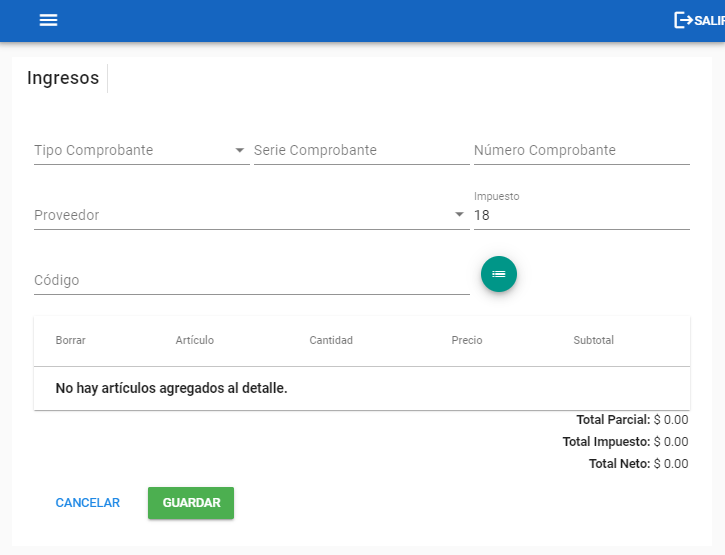 SALIR
Ingresos
Tipo Comprobante Serie Comprobante Número Comprobante
Impuesto
Proveedor 18
Código
Borrar Artículo Cantidad Precio Subtotal
No hay artículos agregados al detalle.
Total Parcial: $ 0.00
Total Impuesto: $ 0.00
Total Neto: $ 0.00
CANCELAR GUARDAR